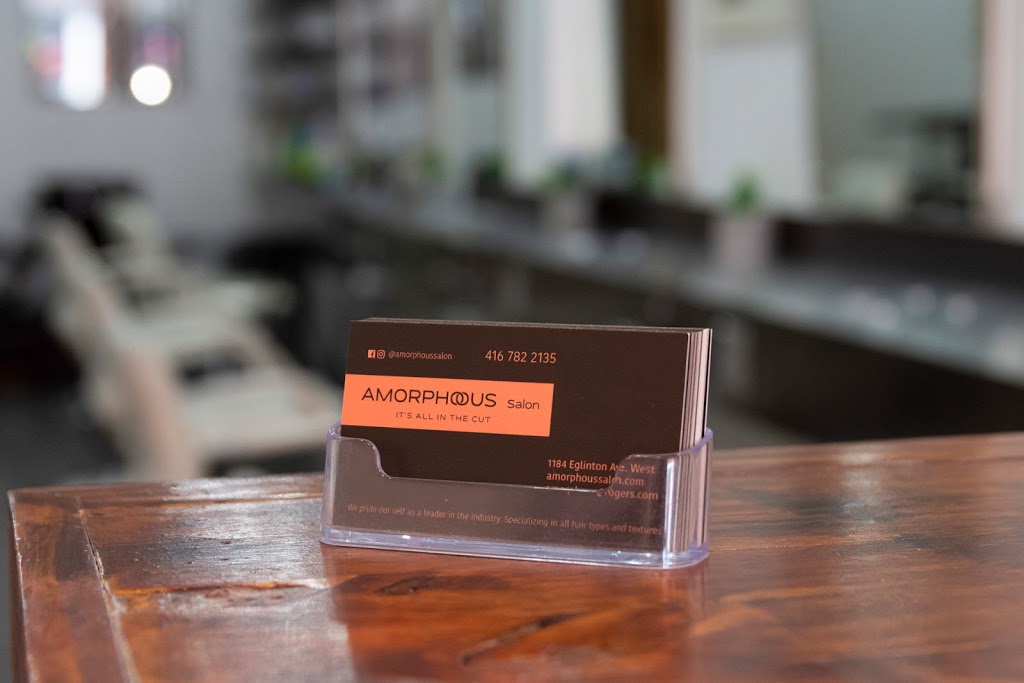 @amorphoussalon 416 782 2135
AMORPHOUS Salon
IT'S ALL IN THE CUT
1184 Eglinton Ave. West
amorphoussalon.com
We pride our self as a leader in the industry. Specializing in all hair types and textures